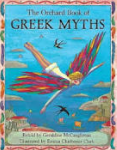 The Orchard Book of
GREEK MYTHS
Retold by Geraldine McCaughrean
Illustrated by Emma Chichester Clark